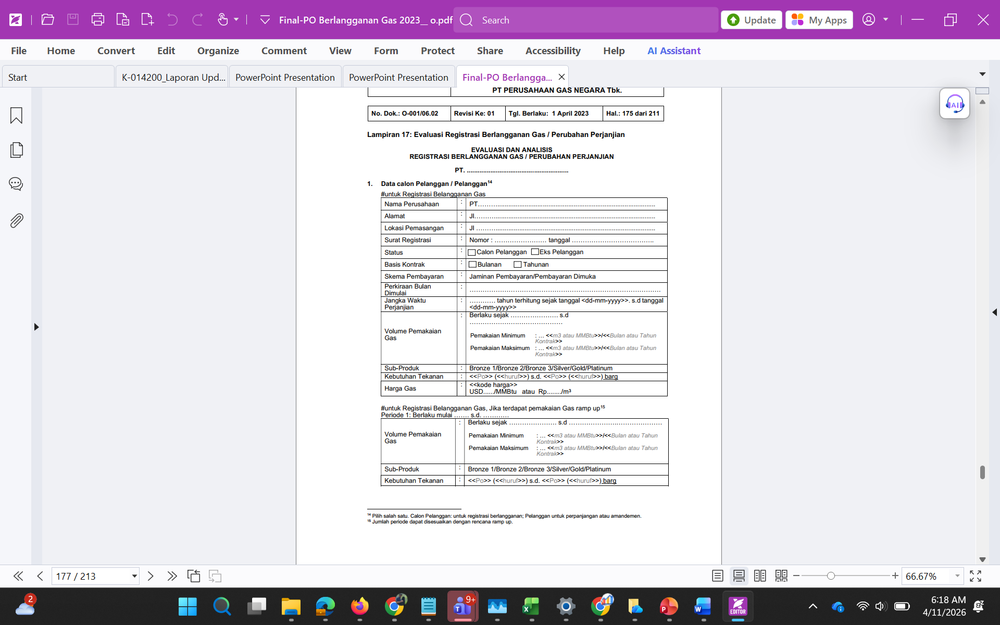 Final-PO Berlangganan Gas 2023__ o.pdf
Search
Update
My Apps
File Home Convert Edit Organize Comment View Form Protect Share Accessibility Help AI Assistant
Start
K-014200_Laporan Upd...
PowerPoint Presentation
PowerPoint Presentation
Final-PO Berlangga...
AI
PT PERUSAHAAN GAS NEGARA Tbk.
No. Dok.: O-001/06.02 Revisi Ke: 01 Tgl. Berlaku: 1 April 2023 Hal.: 175 dari 211
Lampiran 17: Evaluasi Registrasi Berlangganan Gas / Perubahan Perjanjian
EVALUASI DAN ANALISIS
REGISTRASI BERLANGGANAN GAS / PERUBAHAN PERJANJIAN
PT. ........................................................
1. Data calon Pelanggan / Pelanggan¹⁴
#untuk Registrasi Belangganan Gas
Nama Perusahaan : PT………........................................................................................
Alamat : Jl………........................................................................................
Lokasi Pemasangan : Jl ………........................................................................................
Surat Registrasi : Nomor : …………………… tanggal ……………………………….
Status : Calon Pelanggan Eks Pelanggan
Basis Kontrak : Bulanan Tahunan
Skema Pembayaran : Jaminan Pembayaran/Pembayaran Dimuka
Perkiraan Bulan
Dimulai : ……………………………………………………………………………
Jangka Waktu
Perjanjian : ………… tahun terhitung sejak tanggal <dd-mm-yyyy>>. s.d tanggal
<dd-mm-yyyy>>
Volume Pemakaian
Gas : Berlaku sejak …………………. s.d
……………………………………
Pemakaian Minimum : … <<m3 atau MMBtu>>/<<Bulan atau Tahun
Kontrak>>
Pemakaian Maksimum : … <<m3 atau MMBtu>>/<<Bulan atau Tahun
Kontrak>>
Sub-Produk : Bronze 1/Bronze 2/Bronze 3/Silver/Gold/Platinum
Kebutuhan Tekanan : <<Po>> (<<huruf>>) s.d. <<Po>> (<<huruf>>) barg
Harga Gas : <<kode harga>>
USD....../MMBtu atau Rp......../m³
#untuk Registrasi Belangganan Gas, Jika terdapat pemakaian Gas ramp up¹⁵
Periode 1: Berlaku mulai ……. s.d. …………
Volume Pemakaian
Gas : Berlaku sejak …………………. s.d ……………………………………
Pemakaian Minimum : … <<m3 atau MMBtu>>/<<Bulan atau Tahun
Kontrak>>
Pemakaian Maksimum : … <<m3 atau MMBtu>>/<<Bulan atau Tahun
Kontrak>>
Sub-Produk : Bronze 1/Bronze 2/Bronze 3/Silver/Gold/Platinum
Kebutuhan Tekanan : <<Po>> (<<huruf>>) s.d. <<Po>> (<<huruf>>) barg
¹⁴ Pilih salah satu. Calon Pelanggan: untuk registrasi berlangganan; Pelanggan untuk perpanjangan atau amandemen.
¹⁵ Jumlah periode dapat disesuaikan dengan rencana ramp up.
177 / 213
66.67%
2
9+
EDITOR
6:18 AM
4/11/2026